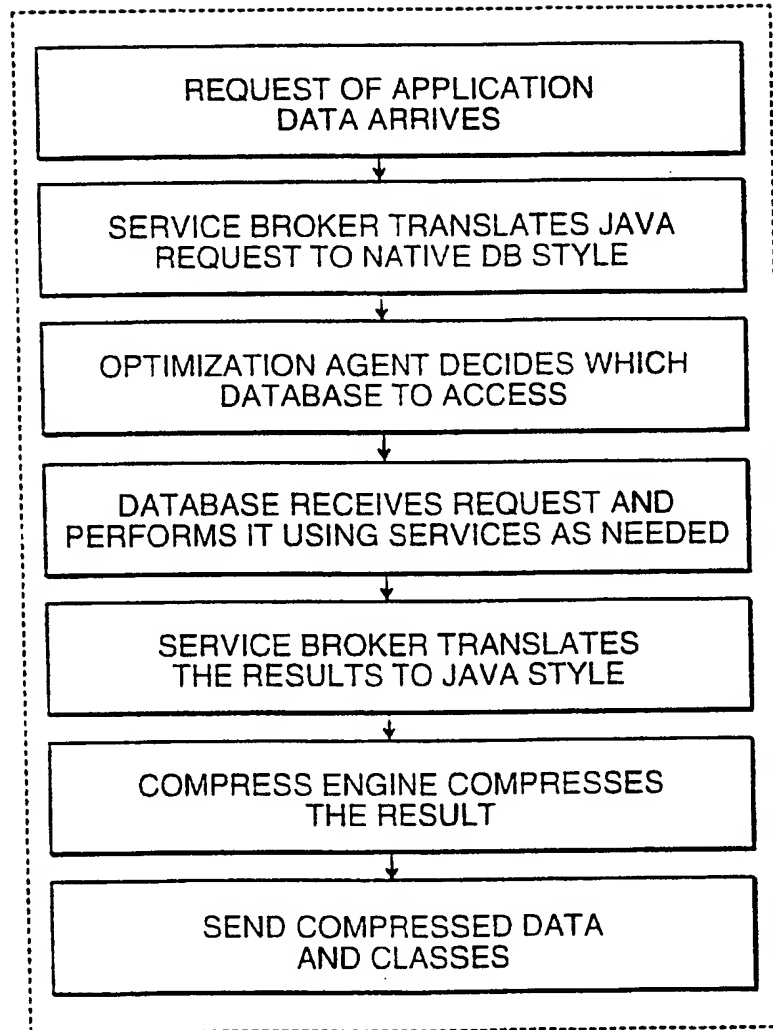 REQUEST OF APPLICATION
DATA ARRIVES
SERVICE BROKER TRANSLATES JAVA
REQUEST TO NATIVE DB STYLE
OPTIMIZATION AGENT DECIDES WHICH
DATABASE TO ACCESS
DATABASE RECEIVES REQUEST AND
PERFORMS IT USING SERVICES AS NEEDED
SERVICE BROKER TRANSLATES
THE RESULTS TO JAVA STYLE
COMPRESS ENGINE COMPRESSES
THE RESULT
SEND COMPRESSED DATA
AND CLASSES